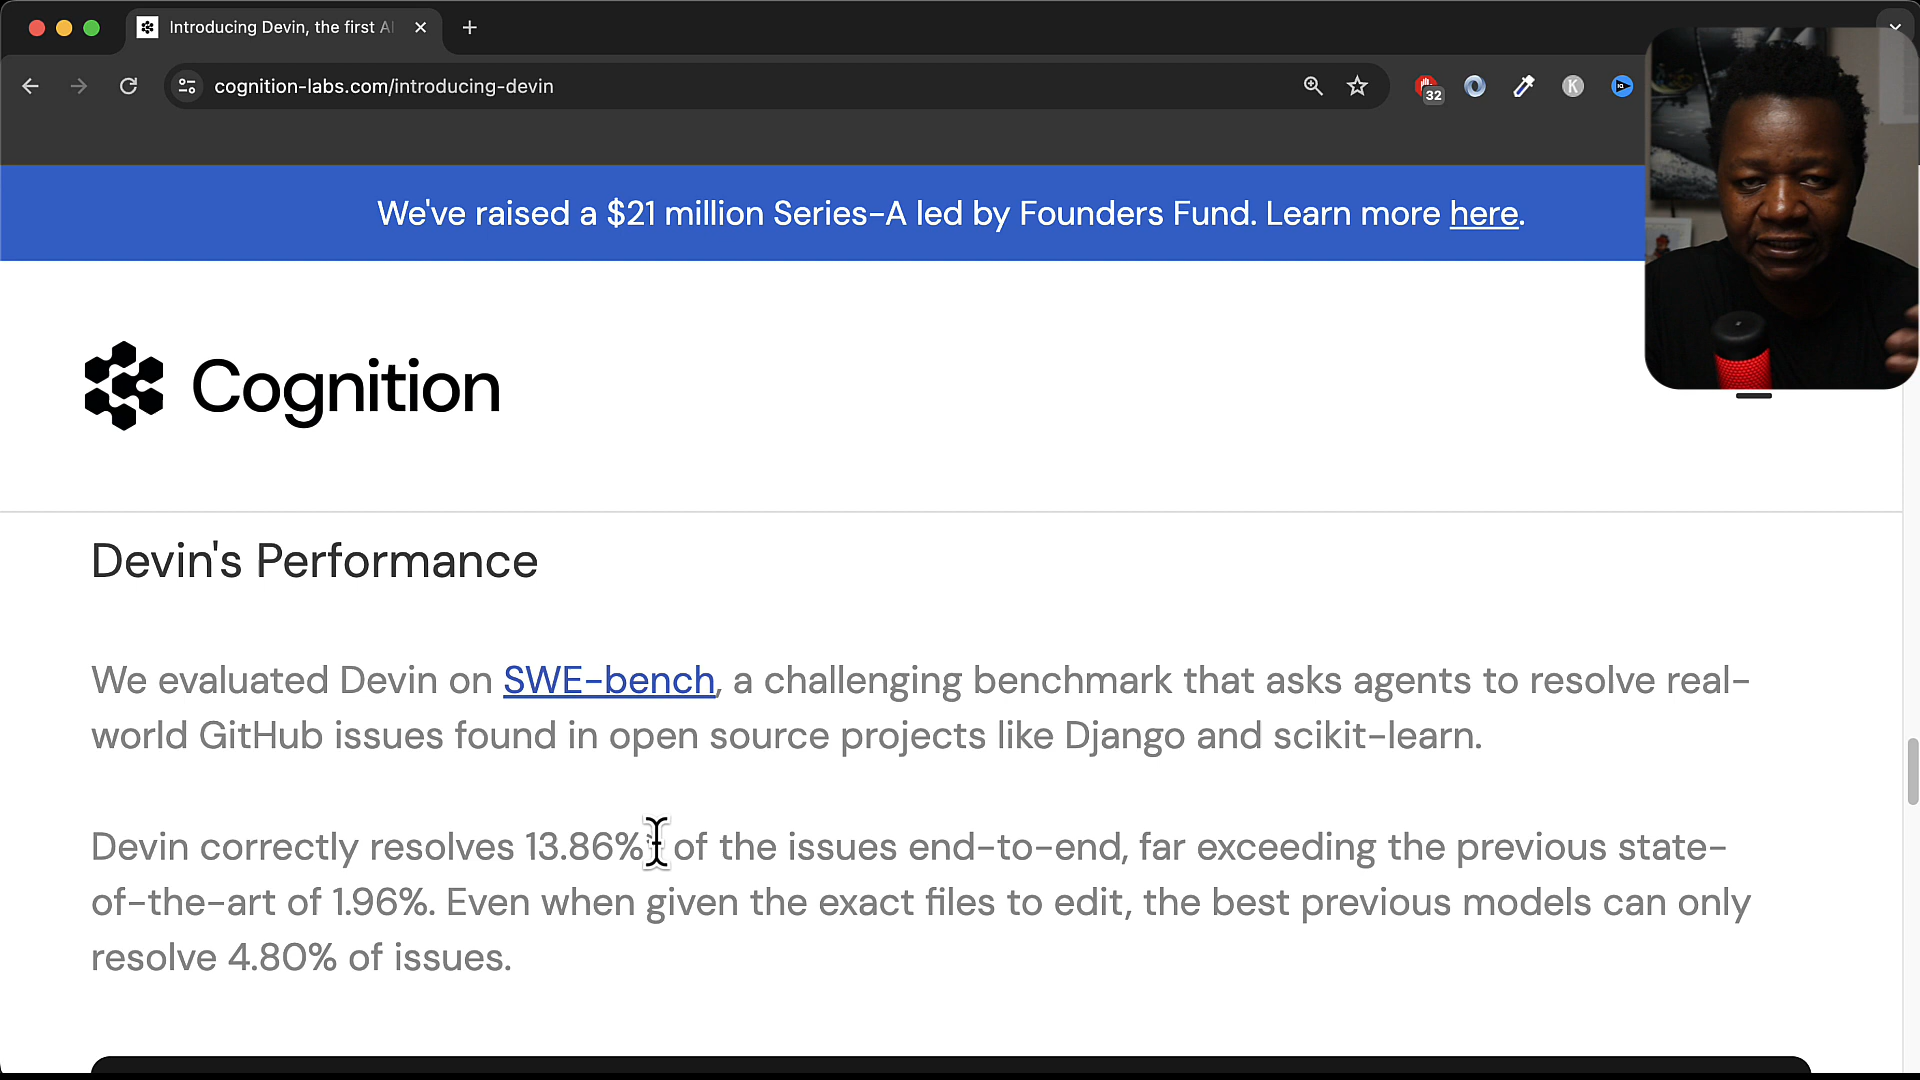 Introducing Devin, the first AI
cognition-labs.com/introducing-devin
32
K
We've raised a $21 million Series-A led by Founders Fund. Learn more here.
Cognition
Devin's Performance
We evaluated Devin on SWE-bench, a challenging benchmark that asks agents to resolve real-
world GitHub issues found in open source projects like Django and scikit-learn.
Devin correctly resolves 13.86%* of the issues end-to-end, far exceeding the previous state-
of-the-art of 1.96%. Even when given the exact files to edit, the best previous models can only
resolve 4.80% of issues.